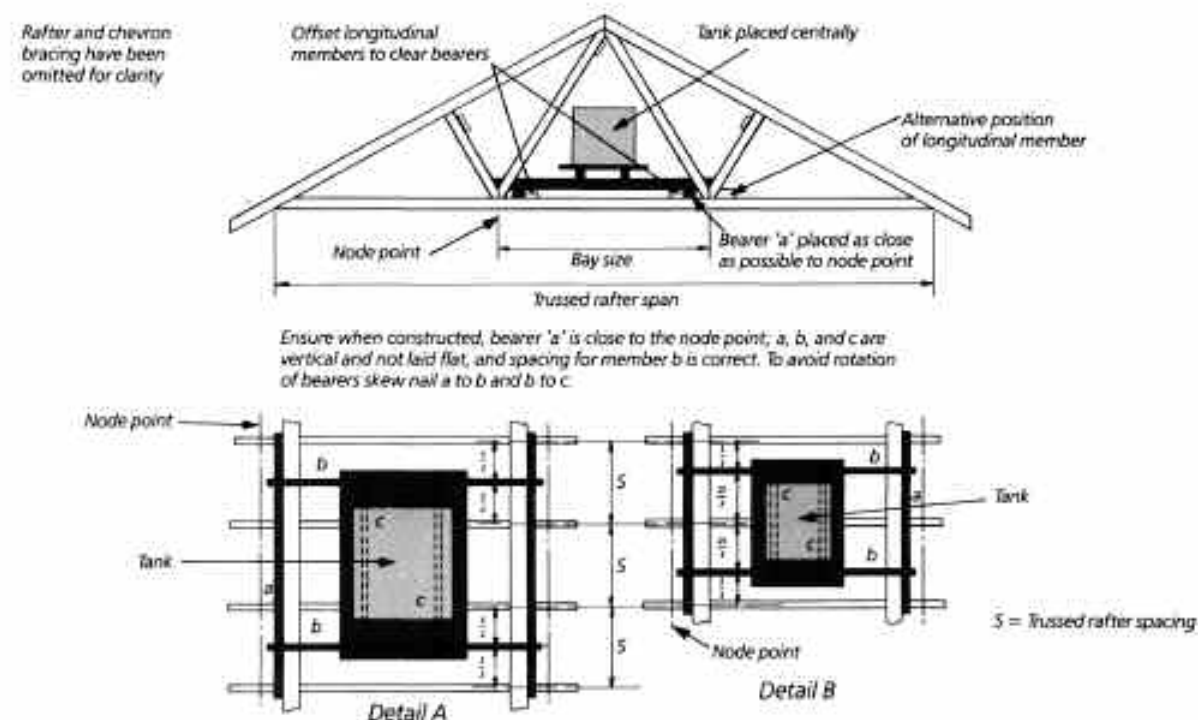 Rafter and chevron
bracing have been
omitted for clarity
Offset longitudinal
members to clear bearers
Tank placed centrally
Alternative position
of longitudinal member
Node point
Bay size
Bearer 'a' placed as close
as possible to node point
Trussed rafter span
Ensure when constructed, bearer 'a' is close to the node point, a, b, and c are
vertical and not laid flat, and spacing for member b is correct. To avoid rotation
of bearers skew nail a to b and b to c.
Node point
b
c
S
Tank
S
a
c
b
S
Detail A
b
a
c
Tank
c
b
S = Trussed rafter spacing
Node point
Detail B